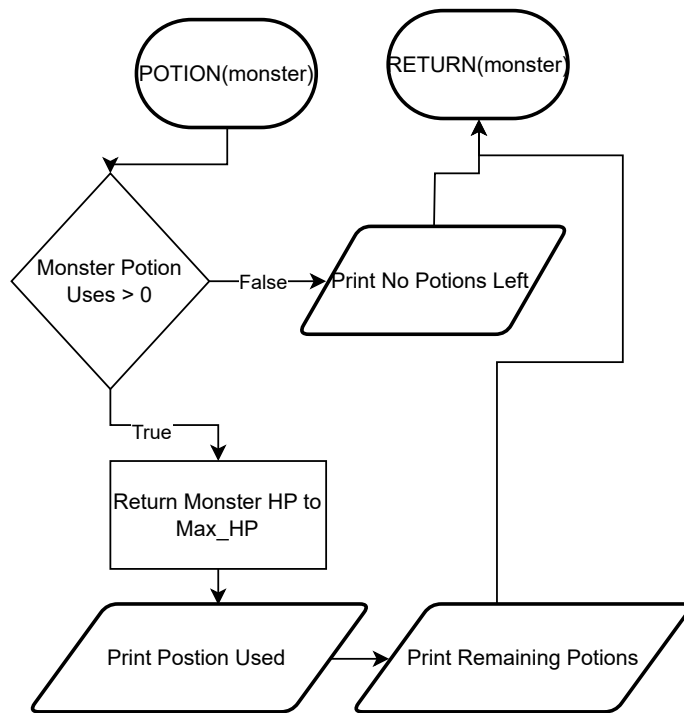 POTION(monster)
RETURN(monster)
Monster Potion
Uses > 0
False
Print No Potions Left
True
Return Monster HP to
Max_HP
Print Postion Used
Print Remaining Potions